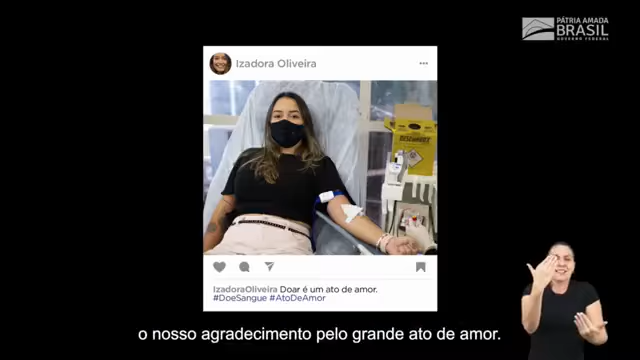 PÁTRIA AMADA
BRASIL
GOVERNO FEDERAL
Izadora Oliveira
DESCARBOX
IzadoraOliveira Doar é um ato de amor.
#DoeSangue #AtoDeAmor
o nosso agradecimento pelo grande ato de amor.